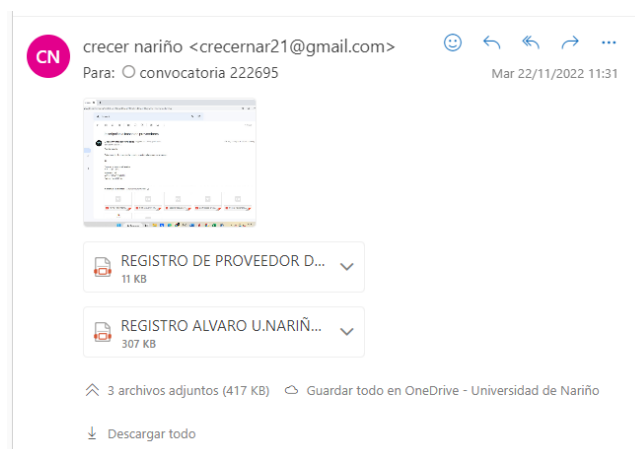 CN
crecer nariño <crecernar21@gmail.com>
Para: convocatoria 222695
Mar 22/11/2022 11:31
REGISTRO DE PROVEEDOR D...
11 KB
REGISTRO ALVARO U.NARIÑ...
307 KB
3 archivos adjuntos (417 KB) Guardar todo en OneDrive - Universidad de Nariño
Descargar todo